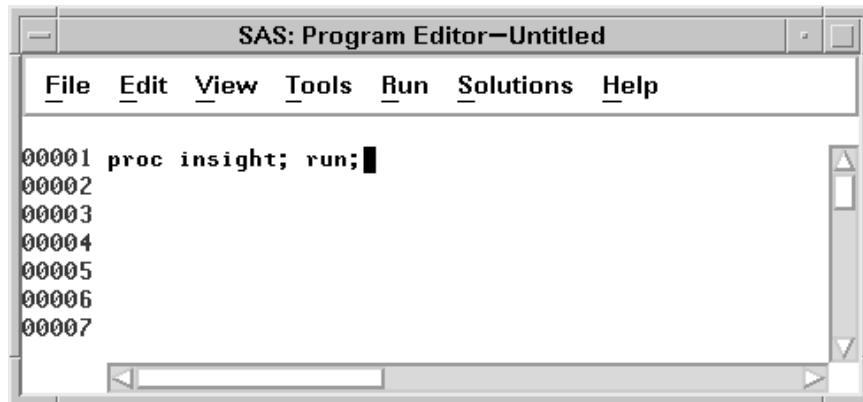 SAS: Program Editor—Untitled
File Edit View Tools Run Solutions Help
00001 proc insight; run;
00002
00003
00004
00005
00006
00007